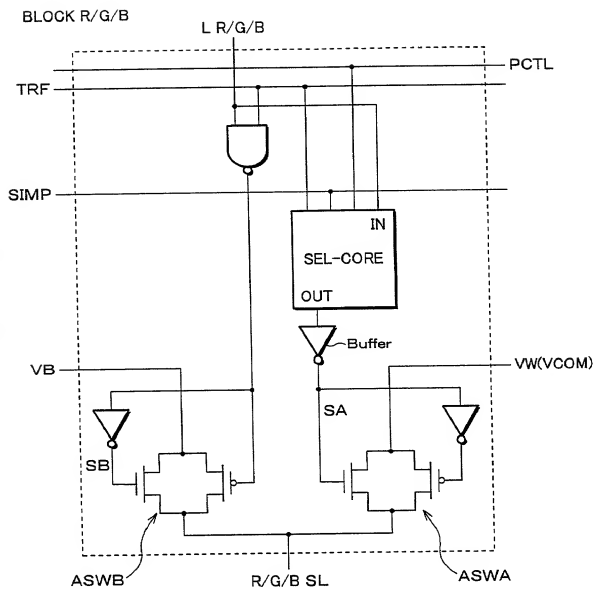 BLOCK R/G/B
L R/G/B
PCTL
TRF
SIMP
IN
SEL-CORE
OUT
Buffer
VB
VW(VCOM)
SA
SB
ASWB
R/G/B SL
ASWA